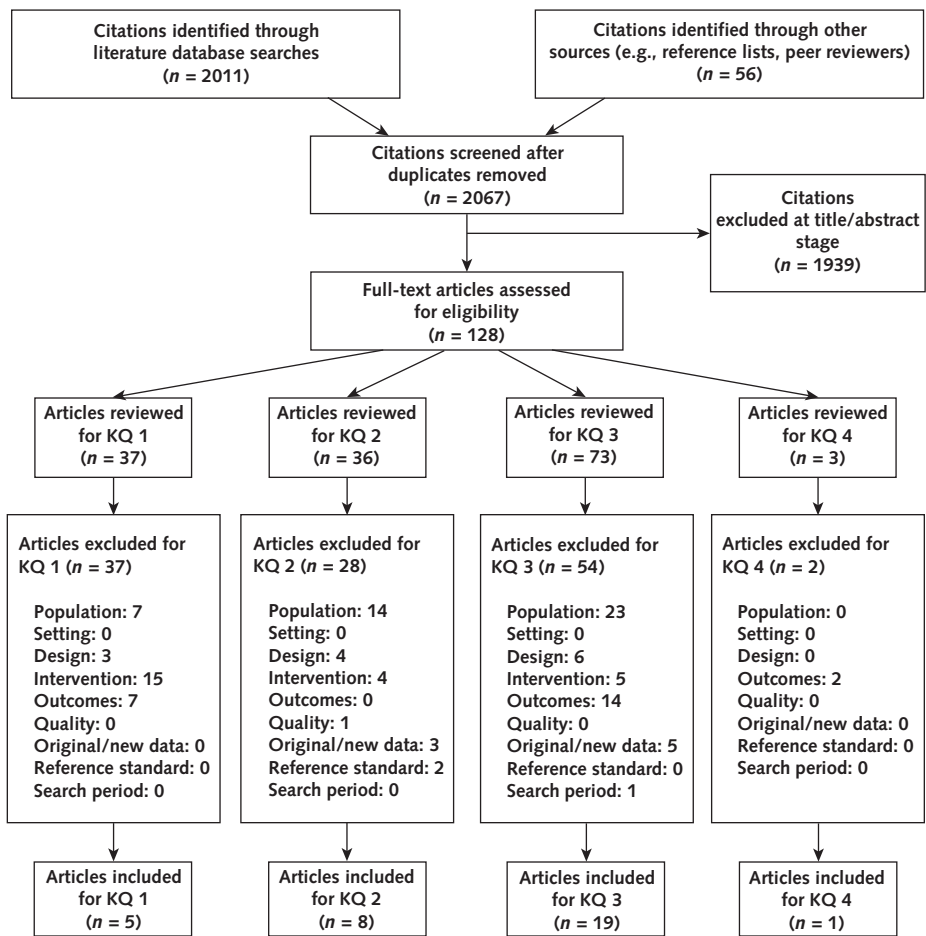 Citations identified through
literature database searches
(n = 2011)
Citations identified through other
sources (e.g., reference lists, peer reviewers)
(n = 56)
Citations screened after
duplicates removed
(n = 2067)
Citations
excluded at title/abstract
stage
(n = 1939)
Full-text articles assessed
for eligibility
(n = 128)
Articles reviewed
for KQ 1
(n = 37)
Articles reviewed
for KQ 2
(n = 36)
Articles reviewed
for KQ 3
(n = 73)
Articles reviewed
for KQ 4
(n = 3)
Articles excluded for
KQ 1 (n = 37)
Population: 7
Setting: 0
Design: 3
Intervention: 15
Outcomes: 7
Quality: 0
Original/new data: 0
Reference standard: 0
Search period: 0
Articles excluded for
KQ 2 (n = 28)
Population: 14
Setting: 0
Design: 4
Intervention: 4
Outcomes: 0
Quality: 1
Original/new data: 3
Reference standard: 2
Search period: 0
Articles excluded for
KQ 3 (n = 54)
Population: 23
Setting: 0
Design: 6
Intervention: 5
Outcomes: 14
Quality: 0
Original/new data: 5
Reference standard: 0
Search period: 1
Articles excluded for
KQ 4 (n = 2)
Population: 0
Setting: 0
Design: 0
Outcomes: 2
Quality: 0
Original/new data: 0
Reference standard: 0
Search period: 0
Articles included
for KQ 1
(n = 5)
Articles included
for KQ 2
(n = 8)
Articles included
for KQ 3
(n = 19)
Articles included
for KQ 4
(n = 1)